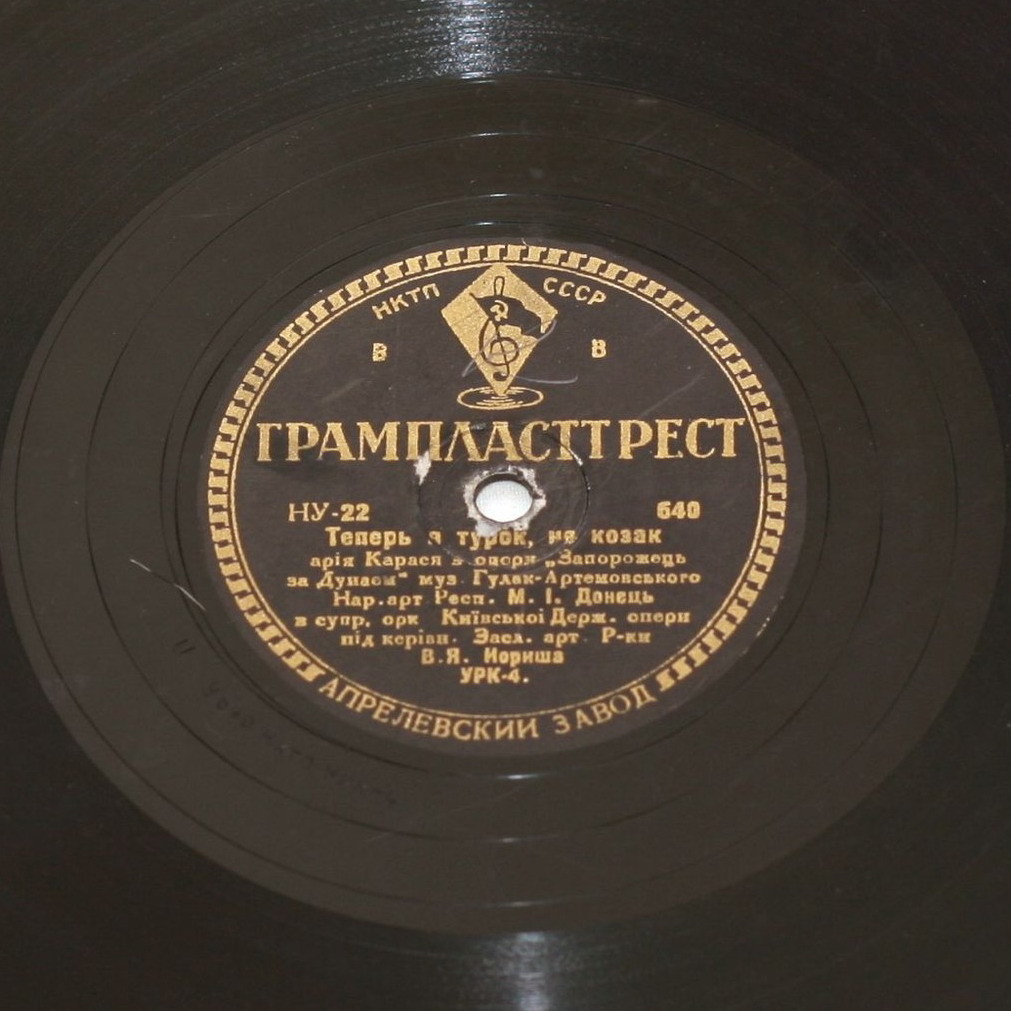 НКТП СССР
В 8
ГРАМПЛАСТТРЕСТ
НУ-22 640
Теперь я турок, не козак
арія Карася з опери „Запорожець
за Дунаєм" муз. Гулак-Артемовського
Нар. арт Респ. М. І. Донець
в супр. орк Київської Держ. опери
під керівн. Засл. арт. Р-ки
В.Я. Йориша
УРК-4.
АПРЕЛЕВСКИЙ ЗАВОД